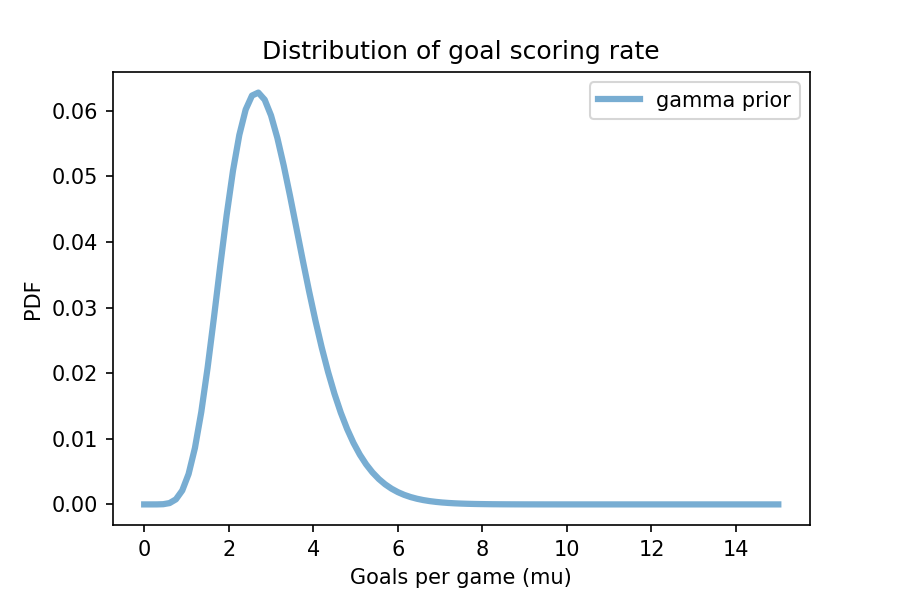 Distribution of goal scoring rate
gamma prior
PDF
0.06
0.05
0.04
0.03
0.02
0.01
0.00
0 2 4 6 8 10 12 14
Goals per game (mu)